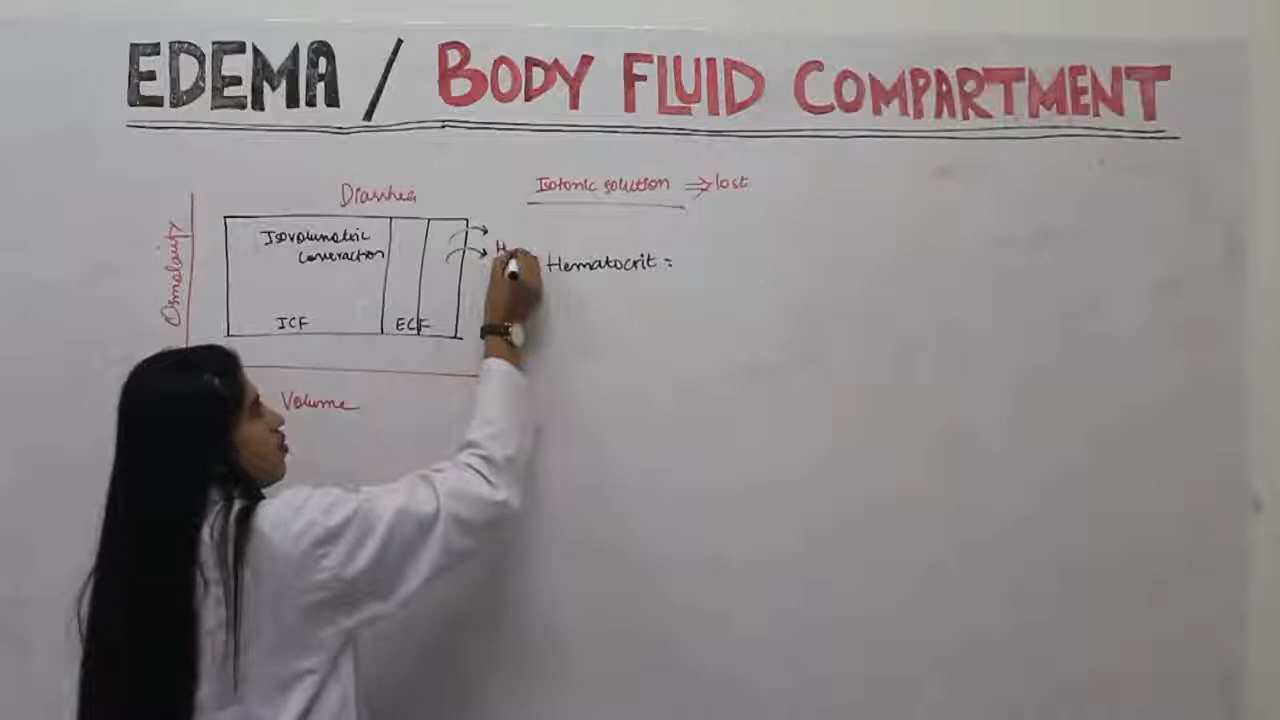 EDEMA / BODY FLUID COMPARTMENT
Diarrhea
Isotonic solution ⇒ lost
Isovolumetric
Contraction
Hematocrit =
Osmolarity
ICF
ECF
Volume